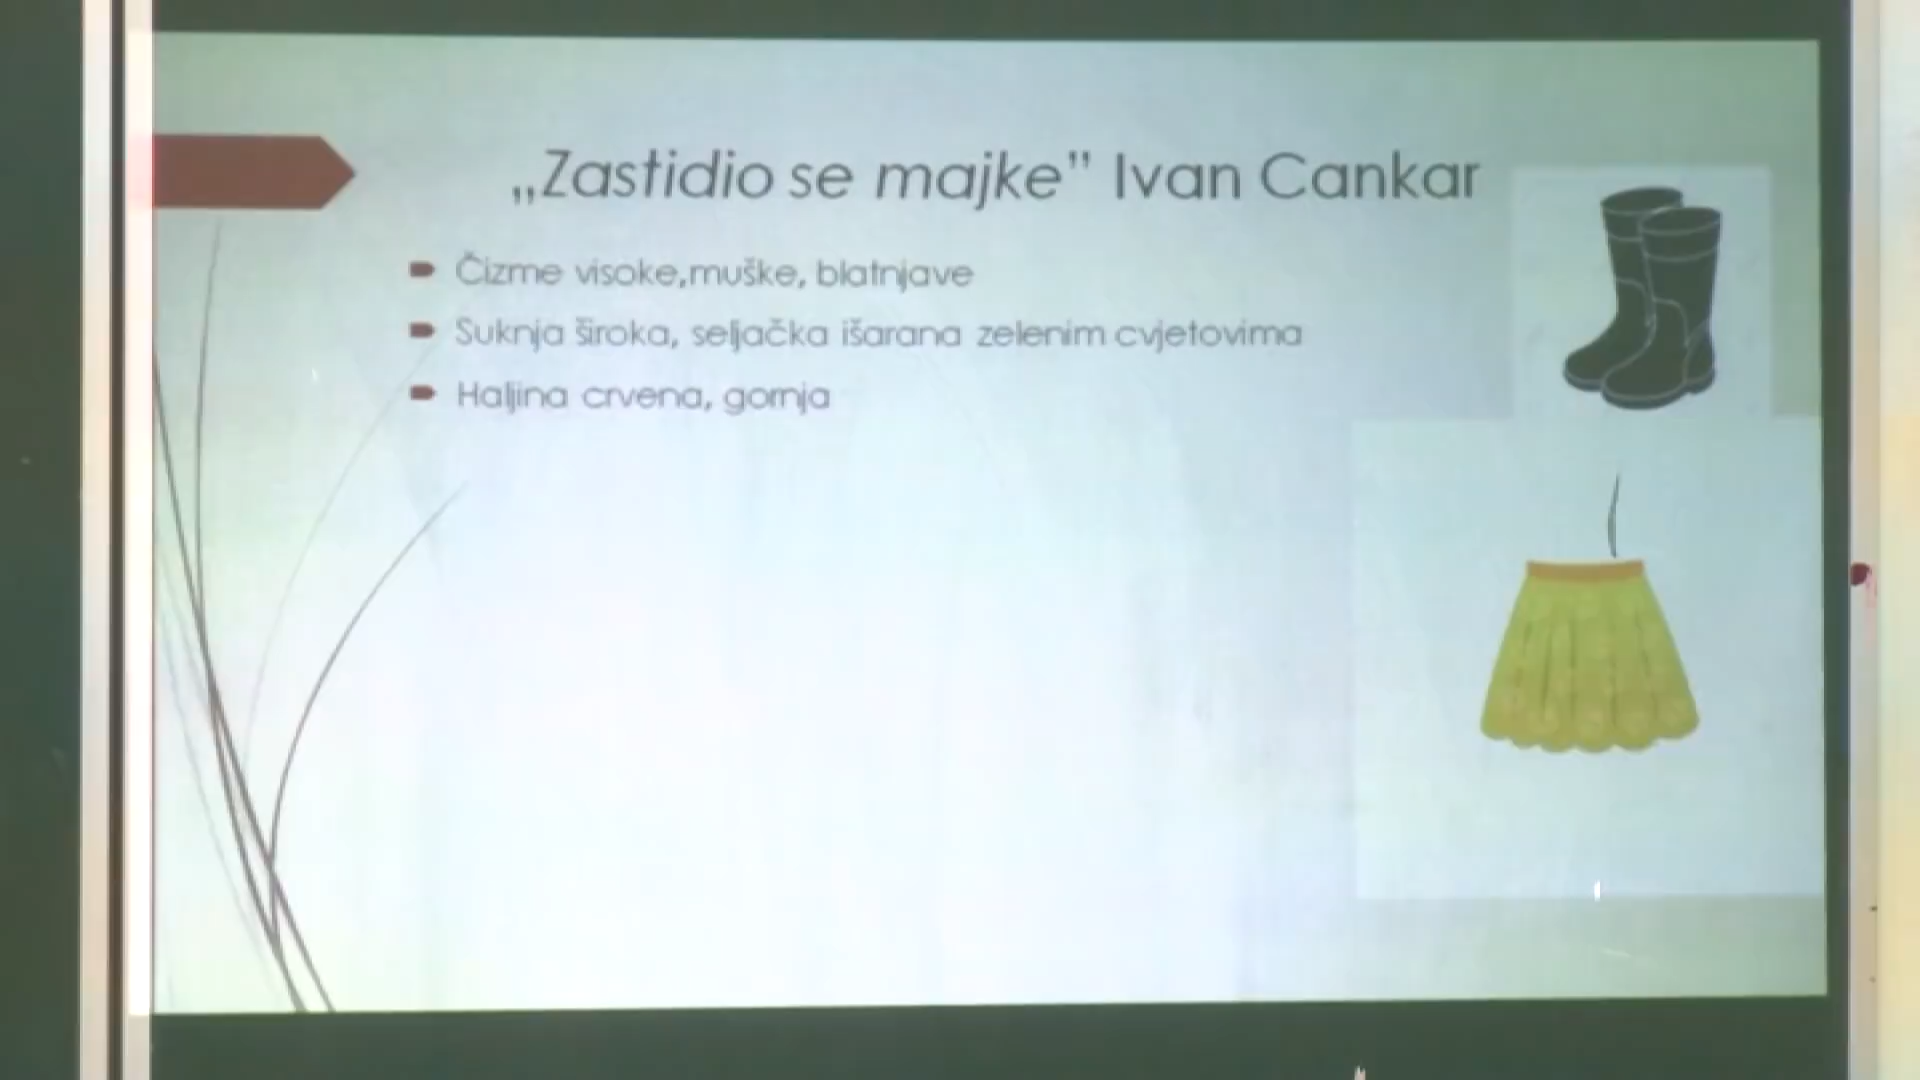 „Zastidio se majke” Ivan Cankar
Čizme visoke,muške, blatnjave
Suknja široka, seljačka išarana zelenim cvjetovima
Haljina crvena, gornja